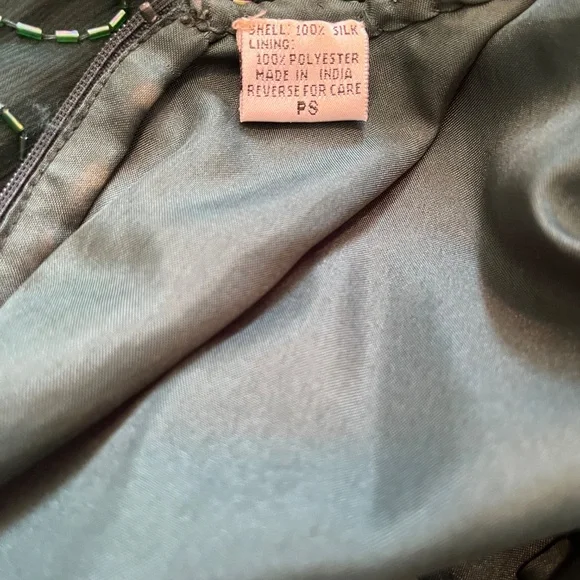 SHELL: 100% SILK
LINING:
100% POLYESTER
MADE IN INDIA
REVERSE FOR CARE
PS